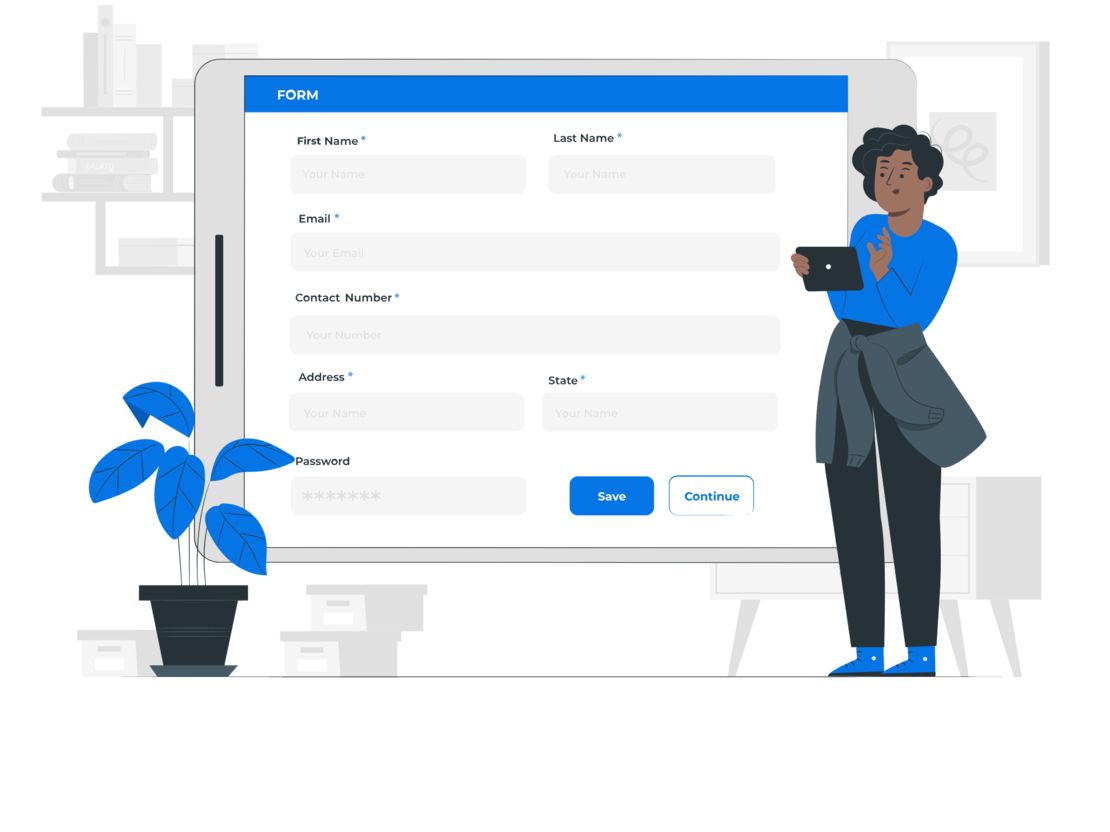 FORM
First Name * Last Name *
Your Name Your Name
Email *
Your Email
Contact Number *
Your Number
Address * State *
Your Name Your Name
Password
*******
Save Continue